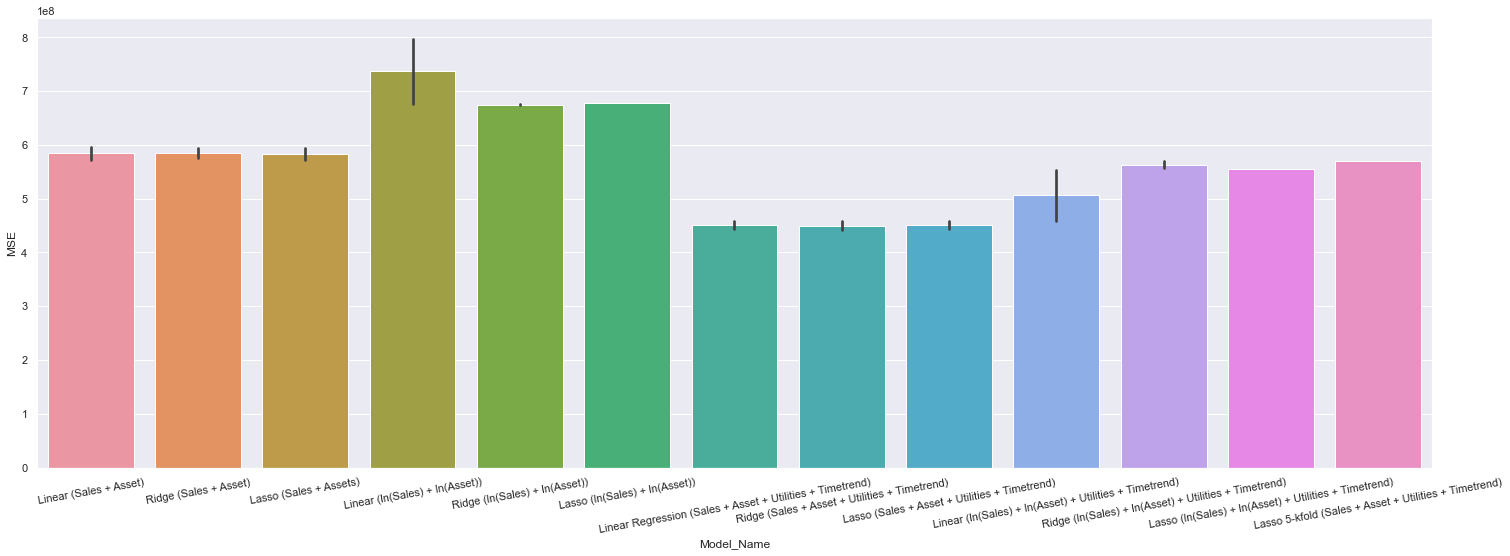 1e8
8
7
6
5
4
3
2
1
0
MSE
Linear (Sales + Asset)
Ridge (Sales + Asset)
Lasso (Sales + Assets)
Linear (ln(Sales) + ln(Asset))
Ridge (ln(Sales) + ln(Asset))
Lasso (ln(Sales) + ln(Asset))
Linear Regression (Sales + Asset + Utilities + Timetrend)
Ridge (Sales + Asset + Utilities + Timetrend)
Lasso (Sales + Asset + Utilities + Timetrend)
Linear (ln(Sales) + ln(Asset) + Utilities + Timetrend)
Ridge (ln(Sales) + ln(Asset) + Utilities + Timetrend)
Lasso (ln(Sales) + ln(Asset) + Utilities + Timetrend)
Lasso 5-kfold (Sales + Asset + Utilities + Timetrend)
Model_Name